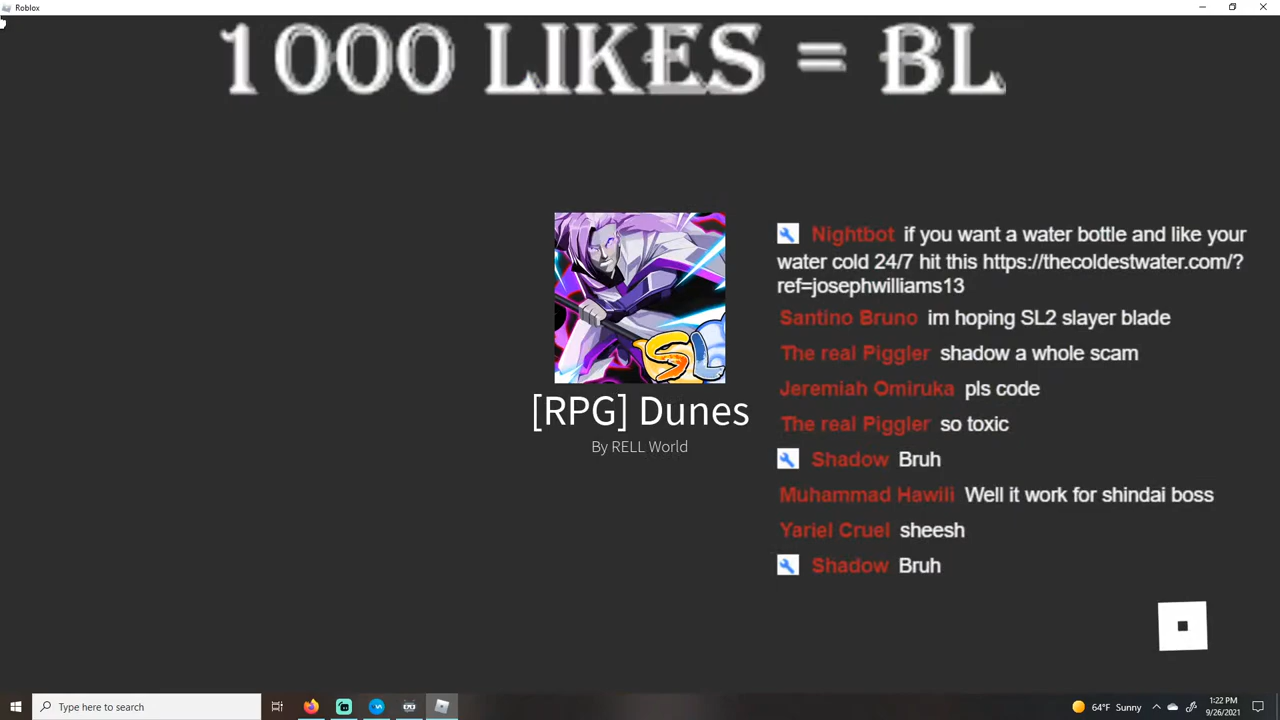 Roblox
1000 LIKES = BL
SL
[RPG] Dunes
By RELL World
Nightbot if you want a water bottle and like your
water cold 24/7 hit this https://thecoldestwater.com/?
ref=josephwilliams13
Santino Bruno im hoping SL2 slayer blade
The real Piggler shadow a whole scam
Jeremiah Omiruka pls code
The real Piggler so toxic
Shadow Bruh
Muhammad Hawili Well it work for shindai boss
Yariel Cruel sheesh
Shadow Bruh
Type here to search
64°F Sunny
1:22 PM
9/26/2021